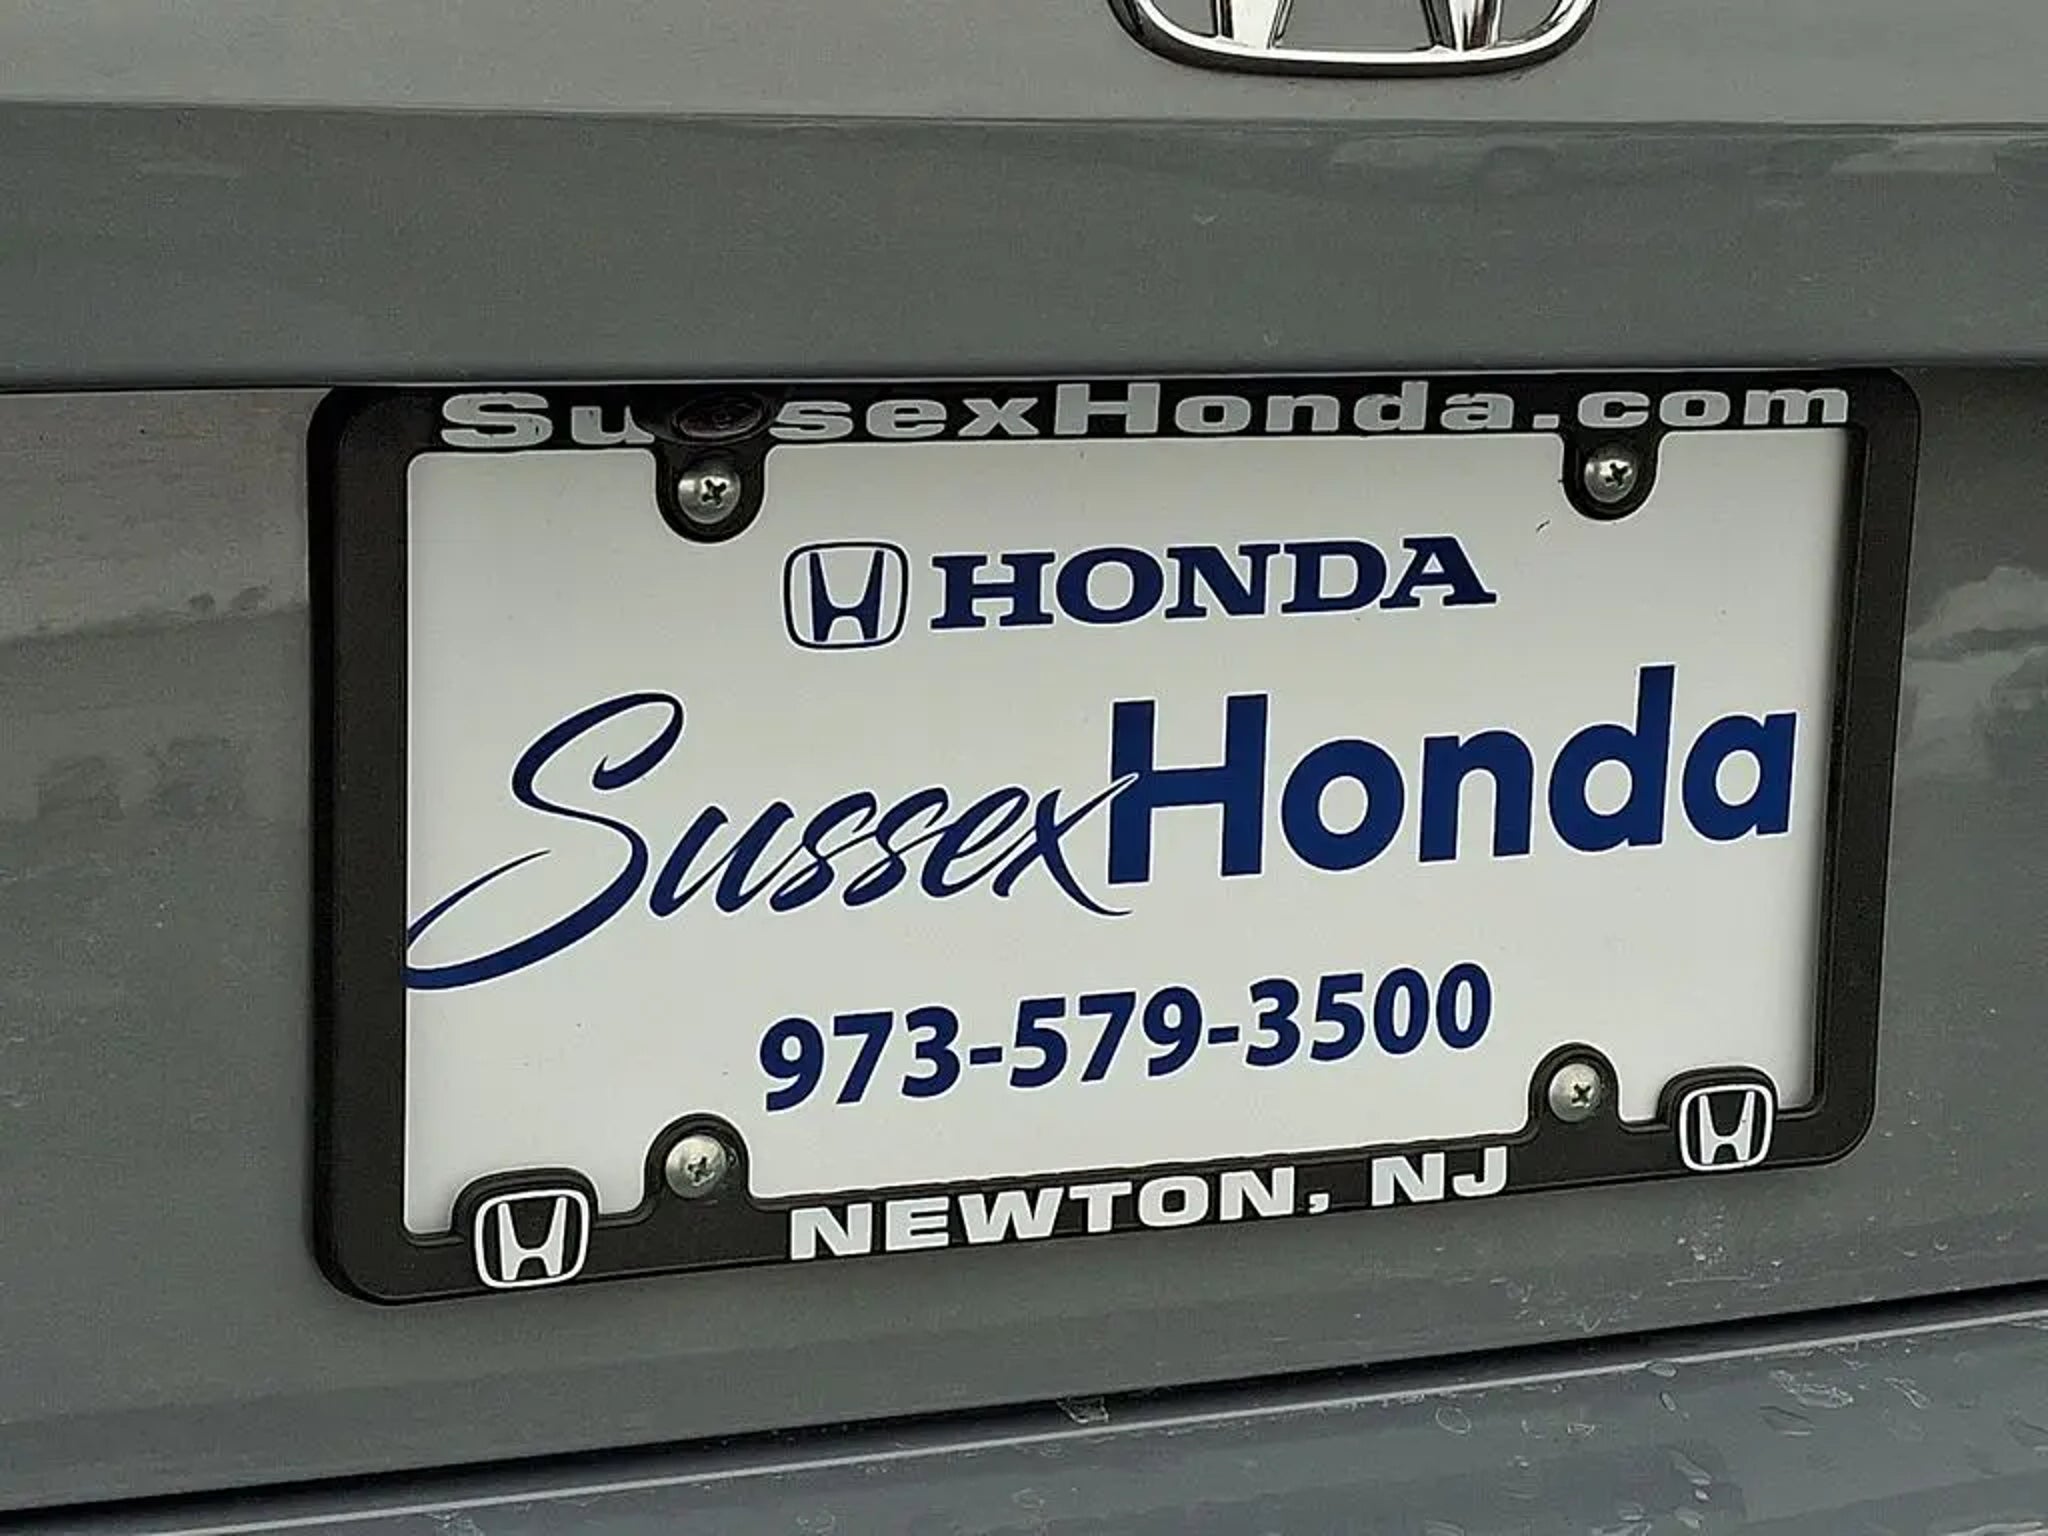 SussexHonda.com
HONDA
SussexHonda
973-579-3500
NEWTON, NJ